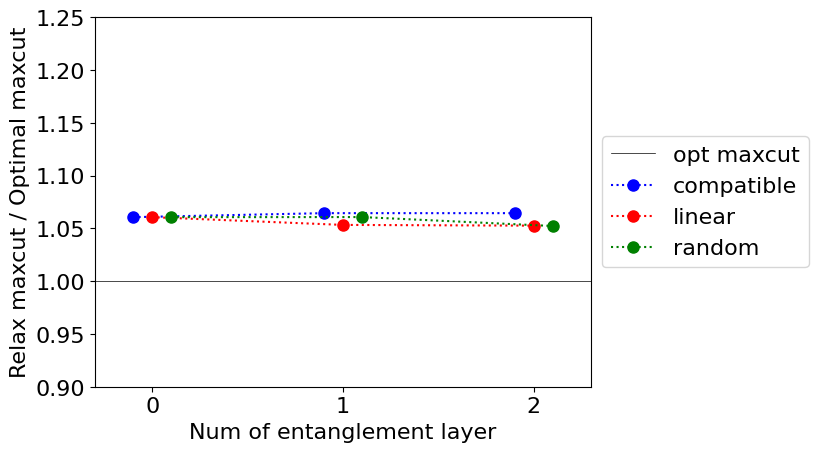 Relax maxcut / Optimal maxcut
1.25
1.20
1.15
1.10
1.05
1.00
0.95
0.90
0
1
2
Num of entanglement layer
opt maxcut
compatible
linear
random